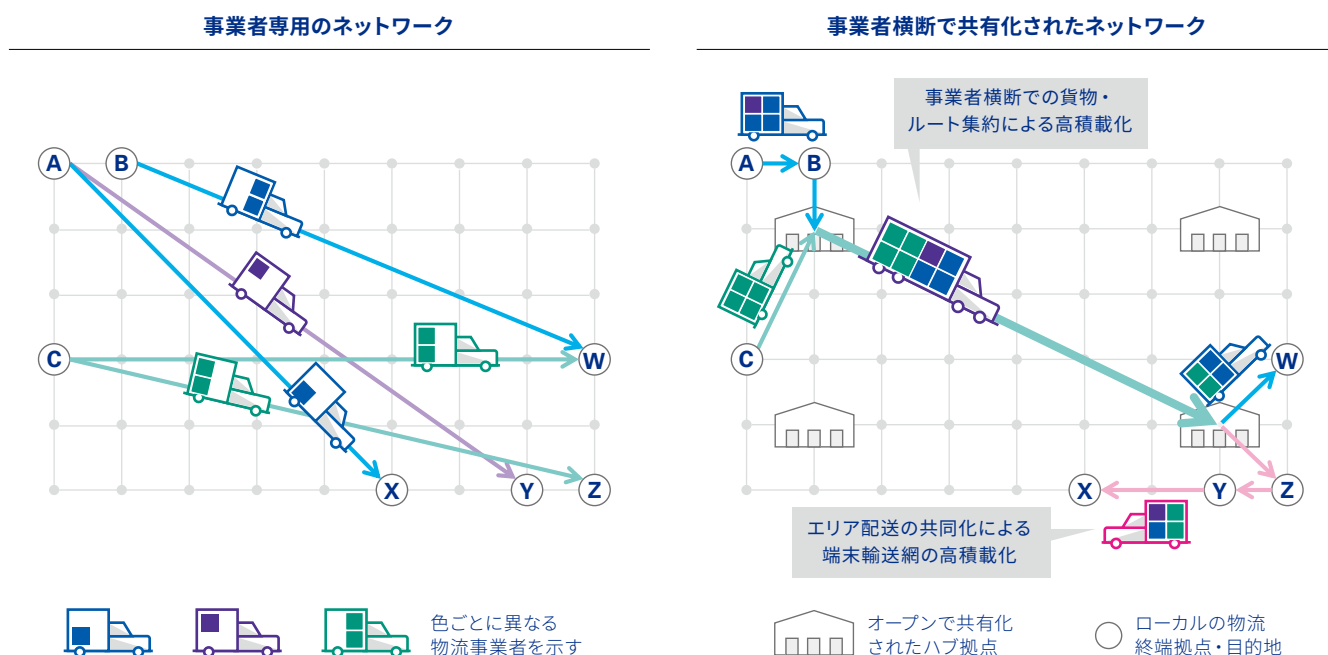 事業者専用のネットワーク
A
B
C
W
X
Y
Z
色ごとに異なる
物流事業者を示す
事業者横断で共有化されたネットワーク
事業者横断での貨物・
ルート集約による高積載化
A
B
C
W
X
Y
Z
エリア配送の共同化による
端末輸送網の高積載化
オープンで共有化
されたハブ拠点
ローカルの物流
終端拠点・目的地